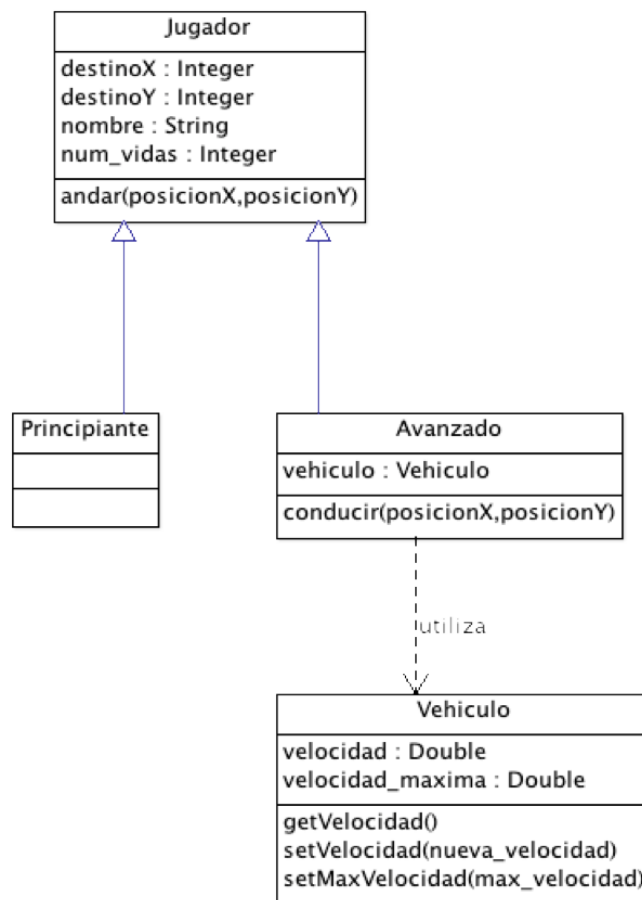 Jugador
destinoX : Integer
destinoY : Integer
nombre : String
num_vidas : Integer
andar(posicionX,posicionY)
Principiante
Avanzado
vehiculo : Vehiculo
conducir(posicionX,posicionY)
utiliza
Vehiculo
velocidad : Double
velocidad_maxima : Double
getVelocidad()
setVelocidad(nueva_velocidad)
setMaxVelocidad(max_velocidad)